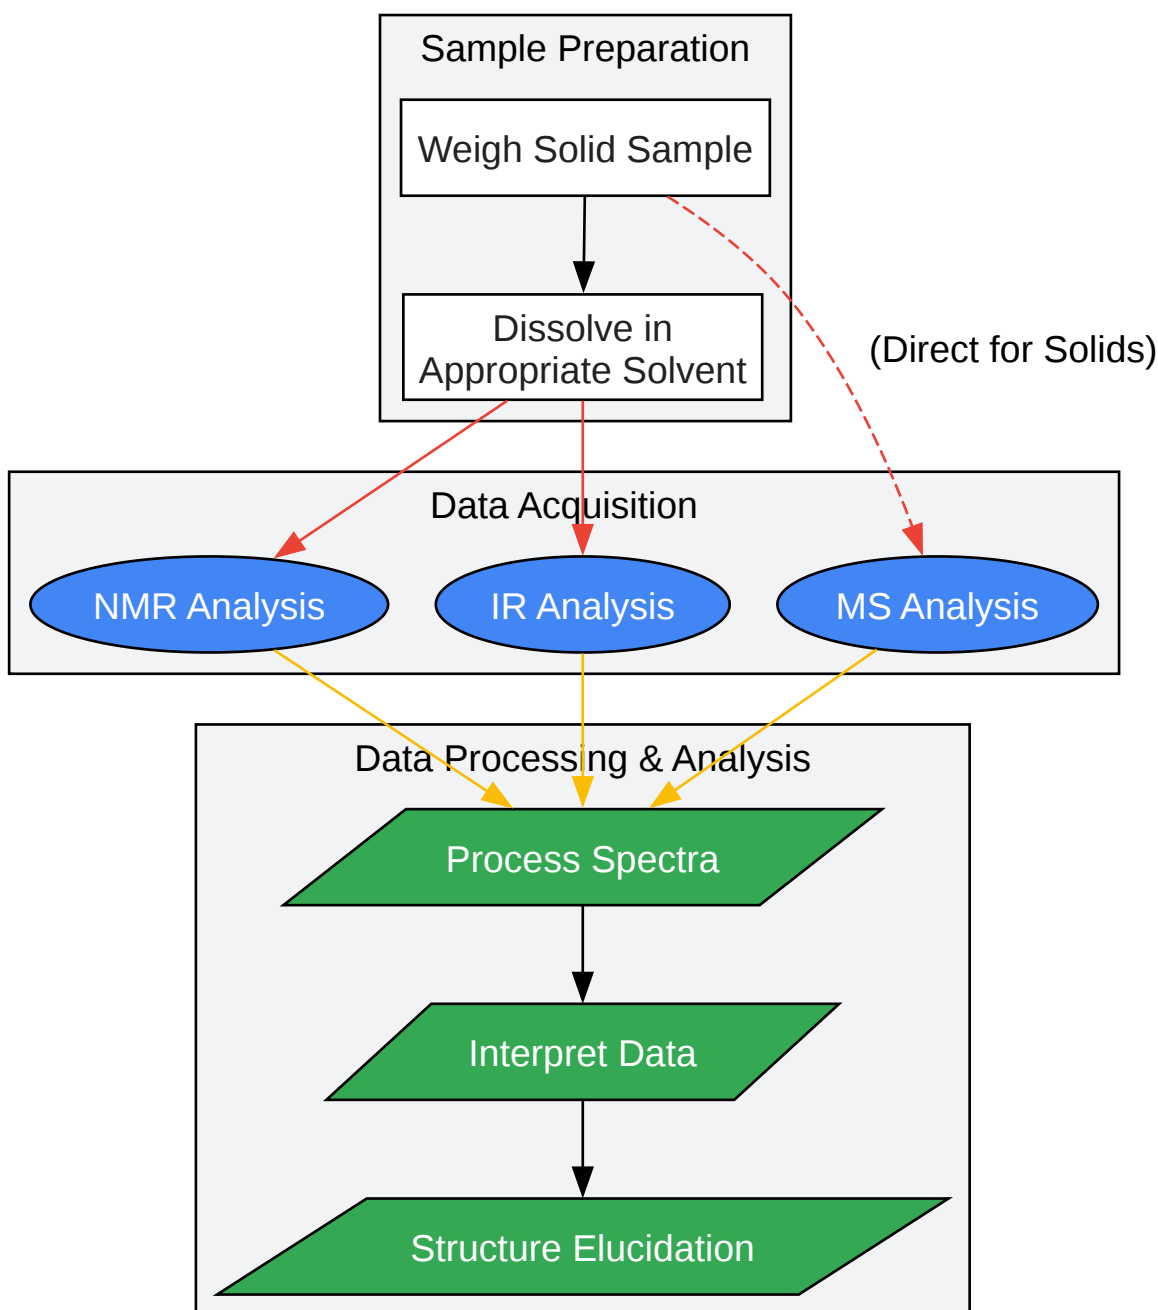 Sample Preparation
Weigh Solid Sample
Dissolve in
Appropriate Solvent
(Direct for Solids)
Data Acquisition
NMR Analysis
IR Analysis
MS Analysis
Data Processing & Analysis
Process Spectra
Interpret Data
Structure Elucidation